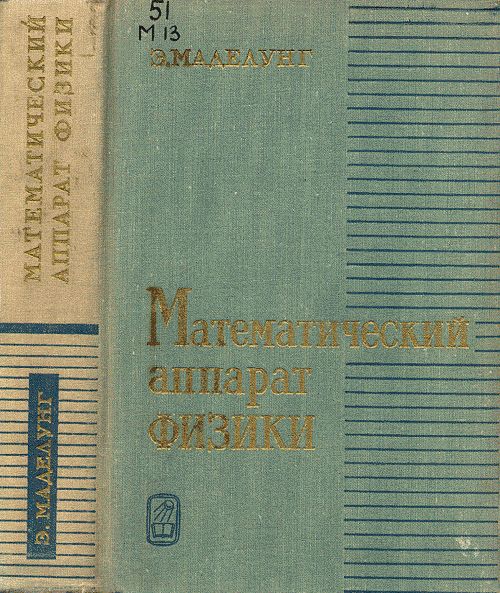 МАТЕМАТИЧЕСКИЙ
АППАРАТ ФИЗИКИ
Э. МАДЕЛУНГ
51
М 13
Э.МАДЕЛУНГ
Математический
аппарат
ФИЗИКИ